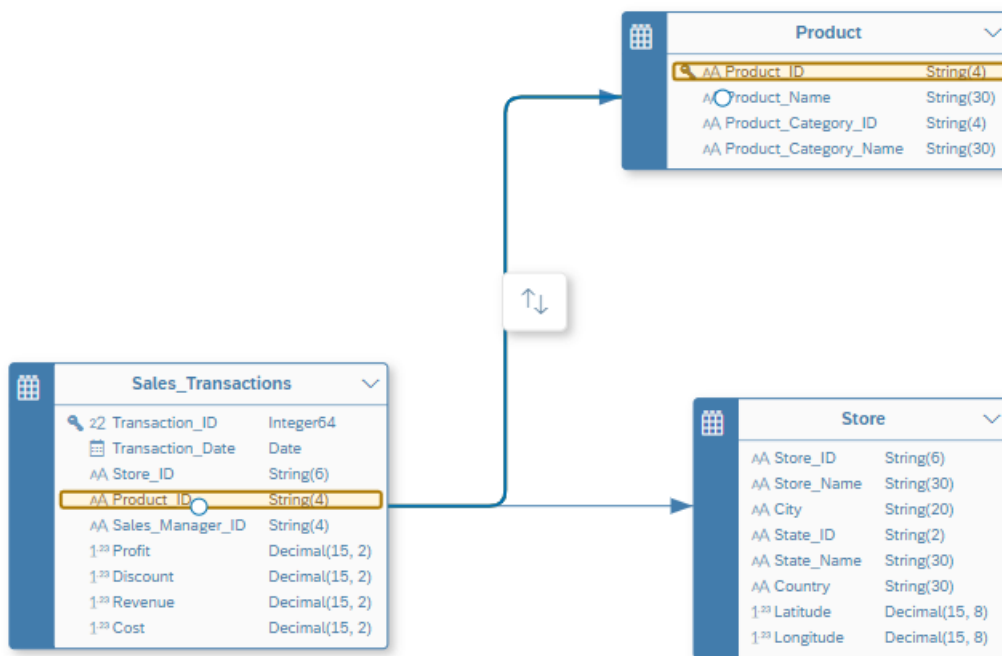 Product
Product_ID String(4)
Product_Name String(30)
Product_Category_ID String(4)
Product_Category_Name String(30)
Sales_Transactions
Transaction_ID Integer64
Transaction_Date Date
Store_ID String(6)
Product_ID String(4)
Sales_Manager_ID String(4)
Profit Decimal(15, 2)
Discount Decimal(15, 2)
Revenue Decimal(15, 2)
Cost Decimal(15, 2)
Store
Store_ID String(6)
Store_Name String(30)
City String(20)
State_ID String(2)
State_Name String(30)
Country String(30)
Latitude Decimal(15, 8)
Longitude Decimal(15, 8)